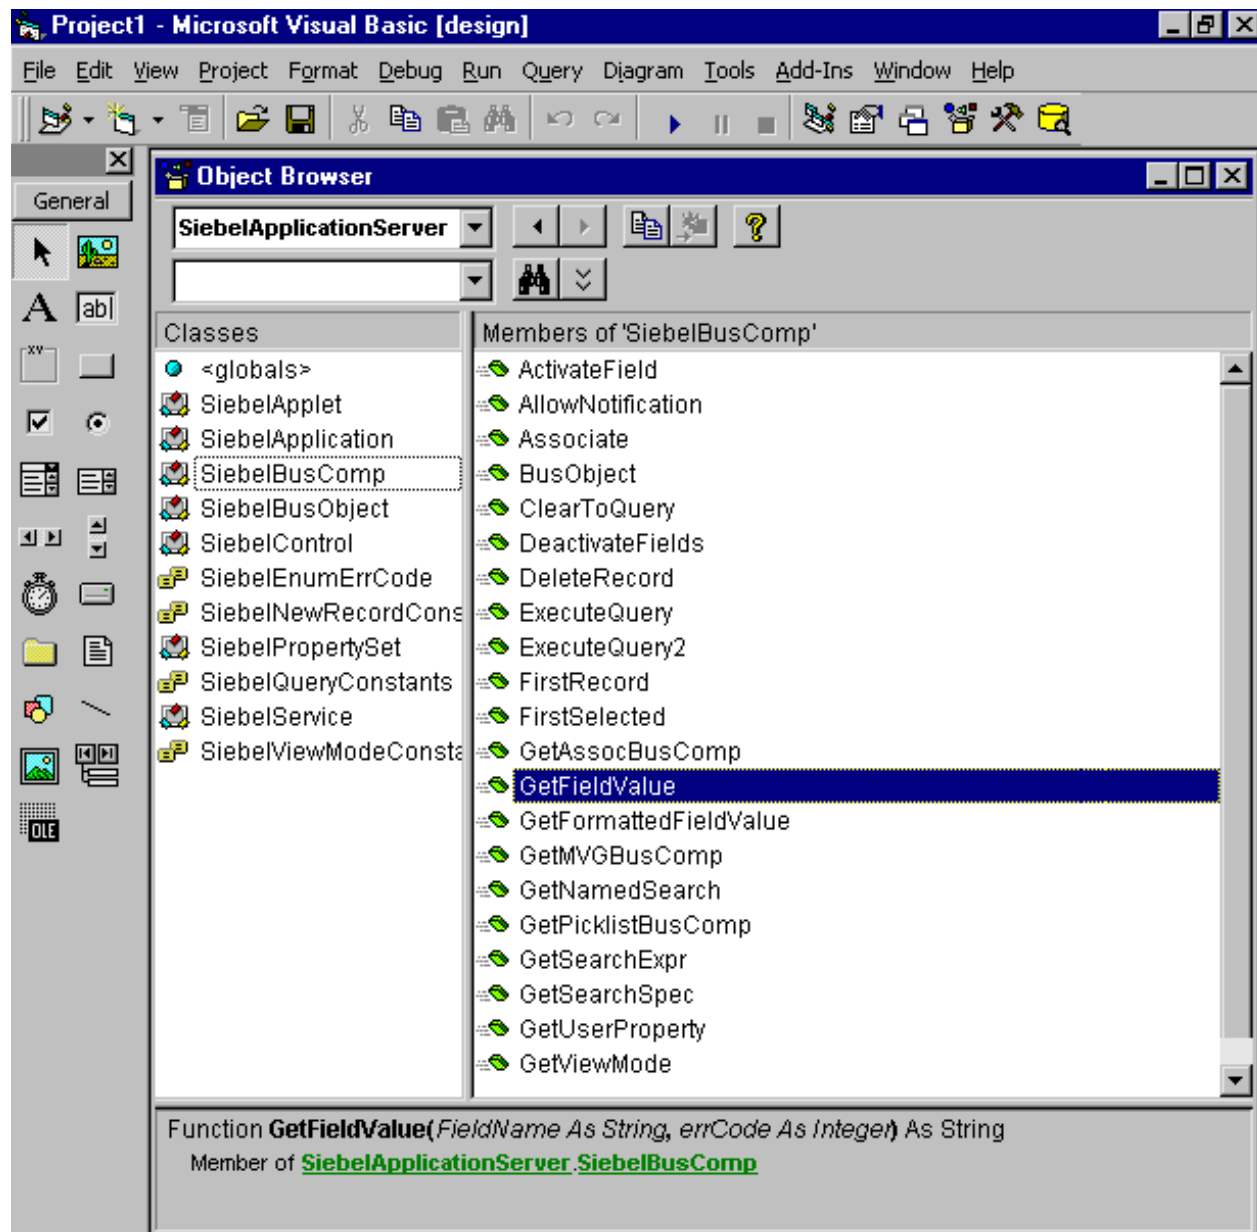 Project1 - Microsoft Visual Basic [design]
File Edit View Project Format Debug Run Query Diagram Tools Add-Ins Window Help
General
Object Browser
SiebelApplicationServer
Classes
Members of 'SiebelBusComp'
<globals>
ActivateField
SiebelApplet
AllowNotification
SiebelApplication
Associate
SiebelBusComp
BusObject
SiebelBusObject
ClearToQuery
SiebelControl
DeactivateFields
SiebelEnumErrCode
DeleteRecord
SiebelNewRecordCons
ExecuteQuery
SiebelPropertySet
ExecuteQuery2
SiebelQueryConstants
FirstRecord
SiebelService
FirstSelected
SiebelViewModeConsta
GetAssocBusComp
GetFieldValue
GetFormattedFieldValue
GetMVGBusComp
GetNamedSearch
GetPicklistBusComp
GetSearchExpr
GetSearchSpec
GetUserProperty
GetViewMode
A
ab|
XY
OLE
Function GetFieldValue(FieldName As String, errCode As Integer) As String
Member of SiebelApplicationServer.SiebelBusComp